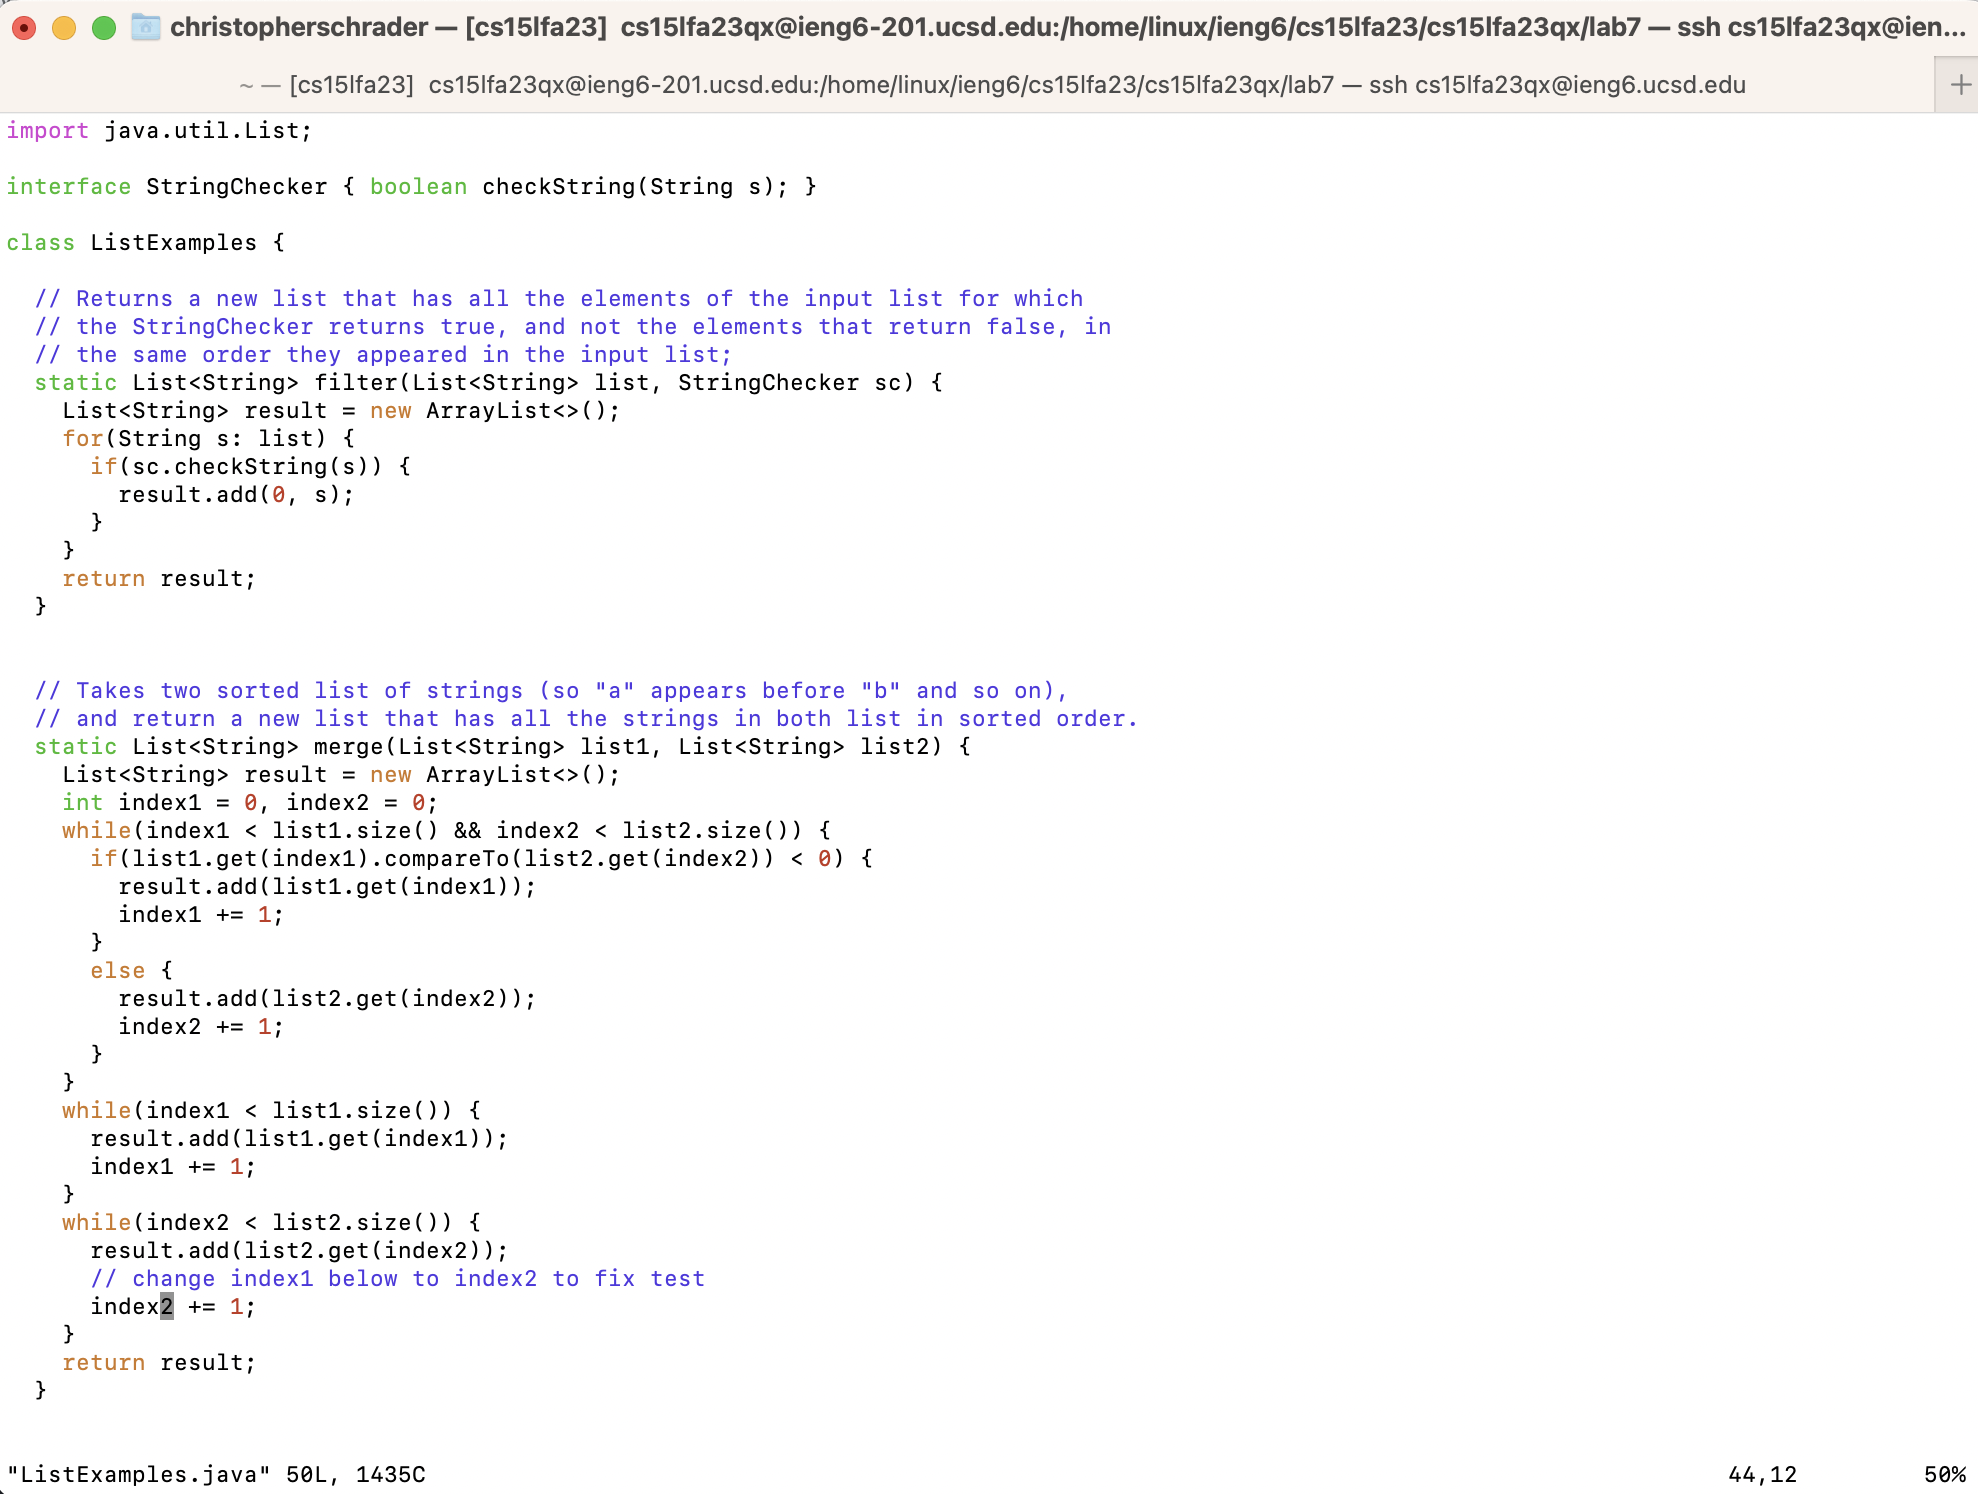 christopherschrader — [cs15lfa23] cs15lfa23qx@ieng6-201.ucsd.edu:/home/linux/ieng6/cs15lfa23/cs15lfa23qx/lab7 — ssh cs15lfa23qx@ien...
~ — [cs15lfa23] cs15lfa23qx@ieng6-201.ucsd.edu:/home/linux/ieng6/cs15lfa23/cs15lfa23qx/lab7 — ssh cs15lfa23qx@ieng6.ucsd.edu +
import java.util.List;

interface StringChecker { boolean checkString(String s); }

class ListExamples {

  // Returns a new list that has all the elements of the input list for which
  // the StringChecker returns true, and not the elements that return false, in
  // the same order they appeared in the input list;
  static List<String> filter(List<String> list, StringChecker sc) {
    List<String> result = new ArrayList<>();
    for(String s: list) {
      if(sc.checkString(s)) {
        result.add(0, s);
      }
    }
    return result;
  }


  // Takes two sorted list of strings (so "a" appears before "b" and so on),
  // and return a new list that has all the strings in both list in sorted order.
  static List<String> merge(List<String> list1, List<String> list2) {
    List<String> result = new ArrayList<>();
    int index1 = 0, index2 = 0;
    while(index1 < list1.size() && index2 < list2.size()) {
      if(list1.get(index1).compareTo(list2.get(index2)) < 0) {
        result.add(list1.get(index1));
        index1 += 1;
      }
      else {
        result.add(list2.get(index2));
        index2 += 1;
      }
    }
    while(index1 < list1.size()) {
      result.add(list1.get(index1));
      index1 += 1;
    }
    while(index2 < list2.size()) {
      result.add(list2.get(index2));
      // change index1 below to index2 to fix test
      index2 += 1;
    }
    return result;
  }

"ListExamples.java" 50L, 1435C 44,12 50%